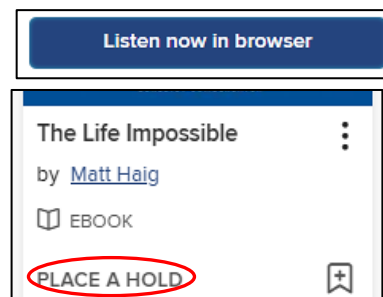 Listen now in browser
The Life Impossible
by Matt Haig
EBOOK
PLACE A HOLD